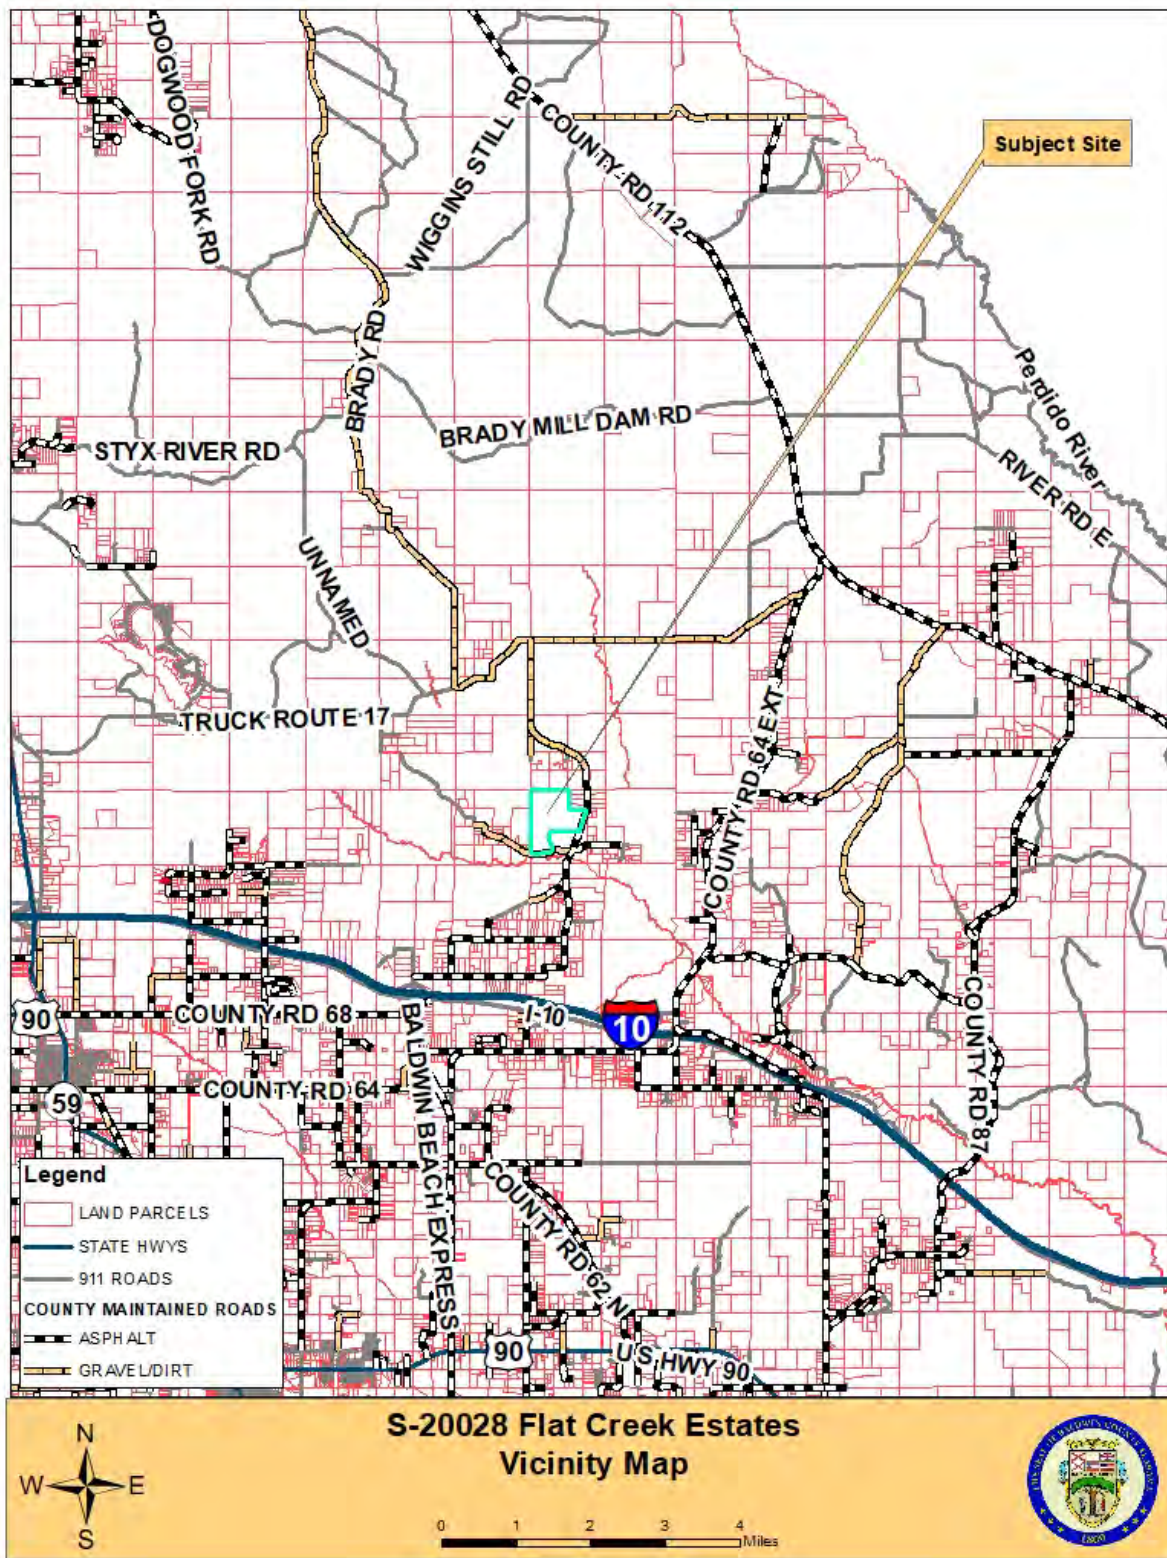 DOGWOOD FORK RD
WIGGINS STILL RD
COUNTY RD 112
Subject Site
BRADY RD
Perdido River
BRADY MILL DAM RD
STYX RIVER RD
RIVER RD E
UNNAMED
TRUCK ROUTE 17
COUNTY RD 64 EXT
90
COUNTY RD 68
I-10
10
BALDWIN BEACH EXPRESS
COUNTY RD 87
59
COUNTY RD 64
COUNTY RD 62 N
90
US HWY 90
Legend
LAND PARCELS
STATE HWYS
911 ROADS
COUNTY MAINTAINED ROADS
ASPHALT
GRAVEL/DIRT
N
W E
S
S-20028 Flat Creek Estates
Vicinity Map
0 1 2 3 4
Miles
1809